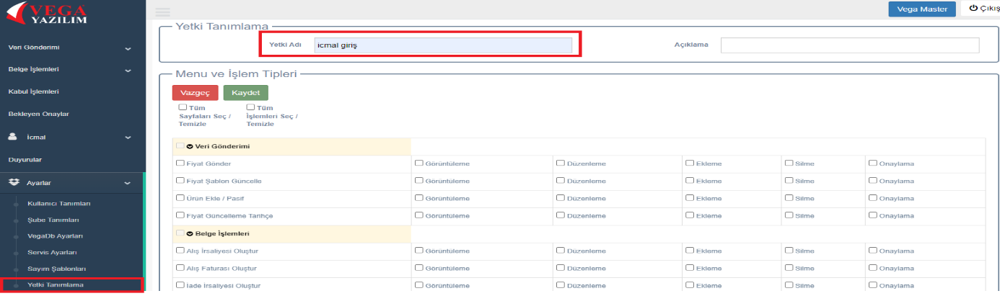 VEGA
YAZILIM
Vega Master
Çıkış
Veri Gönderimi
Belge İşlemleri
Kabul İşlemleri
Bekleyen Onaylar
İcmal
Duyurular
Ayarlar
Kullanıcı Tanımları
Şube Tanımları
VegaDb Ayarları
Servis Ayarları
Sayım Şablonları
Yetki Tanımlama
Yetki Tanımlama
Yetki Adı icmal giriş Açıklama
Menu ve İşlem Tipleri
Vazgeç Kaydet
Tüm Sayfaları Seç / Temizle
Tüm İşlemleri Seç / Temizle
Veri Gönderimi
Fiyat Gönder Görüntüleme Düzenleme Ekleme Silme Onaylama
Fiyat Şablon Güncelle Görüntüleme Düzenleme Ekleme Silme Onaylama
Ürün Ekle / Pasif Görüntüleme Düzenleme Ekleme Silme Onaylama
Fiyat Güncelleme Tarihçe Görüntüleme Düzenleme Ekleme Silme Onaylama
Belge İşlemleri
Alış İrsaliyesi Oluştur Görüntüleme Düzenleme Ekleme Silme Onaylama
Alış Faturası Oluştur Görüntüleme Düzenleme Ekleme Silme Onaylama
İade İrsaliyesi Oluştur Görüntüleme Düzenleme Ekleme Silme Onaylama